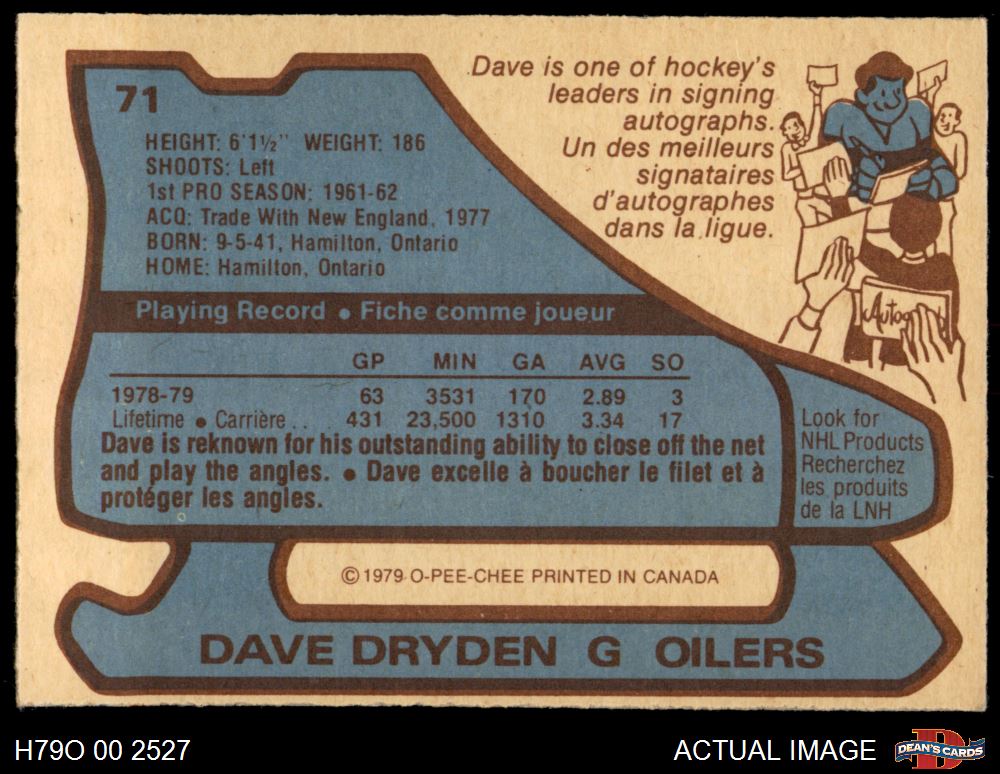 71
HEIGHT: 6'1½" WEIGHT: 186
SHOOTS: Left
1st PRO SEASON: 1961-62
ACQ: Trade With New England, 1977
BORN: 9-5-41, Hamilton, Ontario
HOME: Hamilton, Ontario
Dave is one of hockey's
leaders in signing
autographs.
Un des meilleurs
signataires
d'autographes
dans la ligue.
Autog
Playing Record • Fiche comme joueur
GP MIN GA AVG SO
1978-79 63 3531 170 2.89 3
Lifetime • Carrière . . 431 23,500 1310 3.34 17
Dave is reknown for his outstanding ability to close off the net
and play the angles. • Dave excelle à boucher le filet et à
protéger les angles.
Look for
NHL Products
Recherchez
les produits
de la LNH
© 1979 O-PEE-CHEE PRINTED IN CANADA
DAVE DRYDEN G OILERS
H79O 00 2527
ACTUAL IMAGE
DEAN'S CARDS